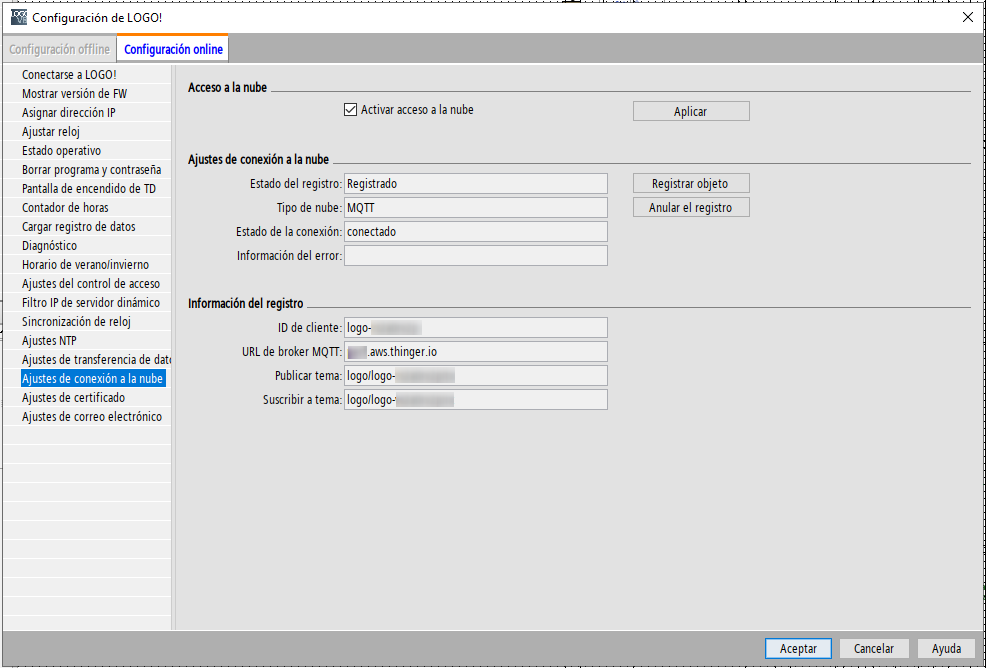 Configuración de LOGO!
Configuración offline
Configuración online
Conectarse a LOGO!
Mostrar versión de FW
Asignar dirección IP
Ajustar reloj
Estado operativo
Borrar programa y contraseña
Pantalla de encendido de TD
Contador de horas
Cargar registro de datos
Diagnóstico
Horario de verano/invierno
Ajustes del control de acceso
Filtro IP de servidor dinámico
Sincronización de reloj
Ajustes NTP
Ajustes de transferencia de dato
Ajustes de conexión a la nube
Ajustes de certificado
Ajustes de correo electrónico
Acceso a la nube
Activar acceso a la nube
Aplicar
Ajustes de conexión a la nube
Estado del registro: Registrado
Registrar objeto
Tipo de nube: MQTT
Anular el registro
Estado de la conexión: conectado
Información del error:
Información del registro
ID de cliente: logo-
URL de broker MQTT: .aws.thinger.io
Publicar tema: logo/logo-
Suscribir a tema: logo/logo-
Aceptar
Cancelar
Ayuda